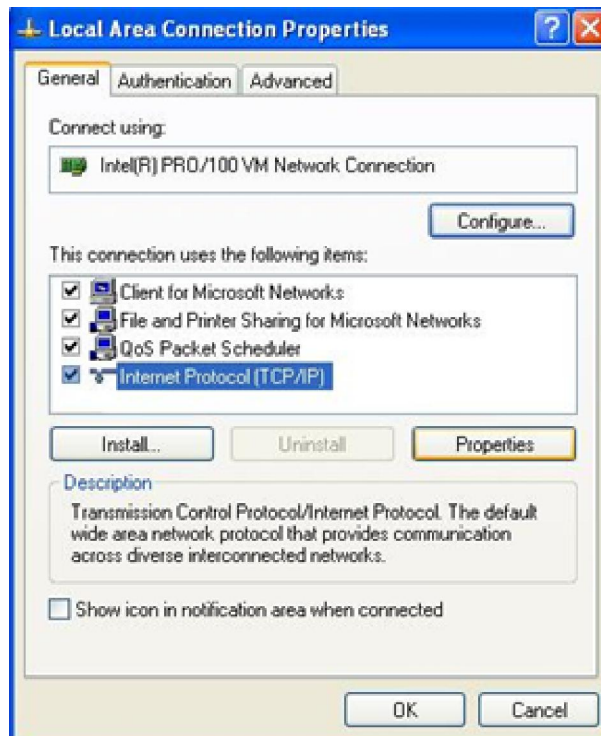 Local Area Connection Properties
General Authentication Advanced
Connect using:
Intel(R) PRO/100 VM Network Connection
Configure...
This connection uses the following items:
Client for Microsoft Networks
File and Printer Sharing for Microsoft Networks
QoS Packet Scheduler
Internet Protocol (TCP/IP)
Install... Uninstall Properties
Description
Transmission Control Protocol/Internet Protocol. The default
wide area network protocol that provides communication
across diverse interconnected networks.
Show icon in notification area when connected
OK Cancel